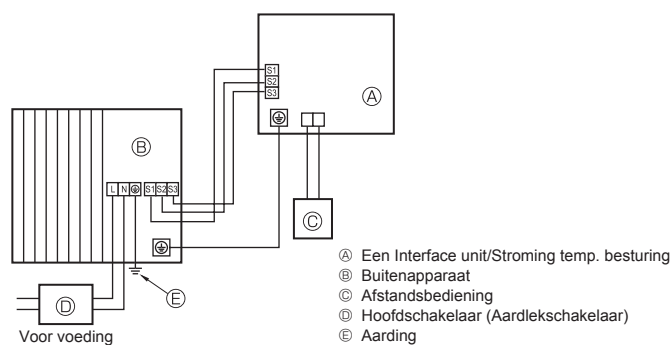 S1
S2
S3
Ⓐ
Ⓑ
L N S1 S2 S3
Ⓒ
Ⓓ
Ⓔ
Voor voeding
Ⓐ Een Interface unit/Stroming temp. besturing
Ⓑ Buitenapparaat
Ⓒ Afstandsbediening
Ⓓ Hoofdschakelaar (Aardlekschakelaar)
Ⓔ Aarding